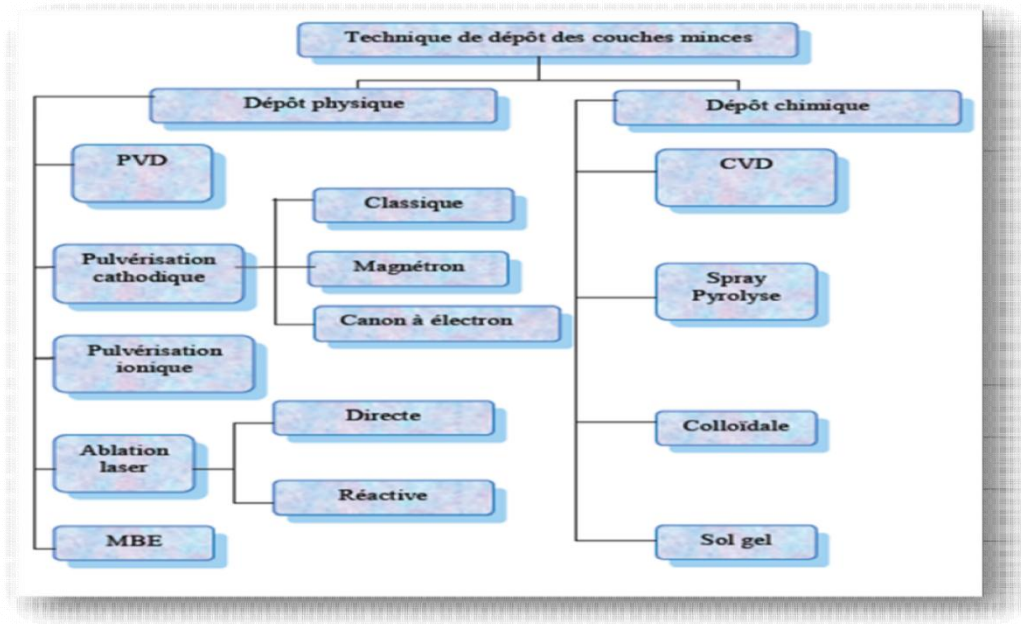 Technique de dépôt des couches minces
Dépôt physique
Dépôt chimique
PVD
CVD
Classique
Pulvérisation
cathodique
Magnétron
Spray
Pyrolyse
Canon à électron
Pulvérisation
ionique
Directe
Colloïdale
Ablation
laser
Réactive
MBE
Sol gel